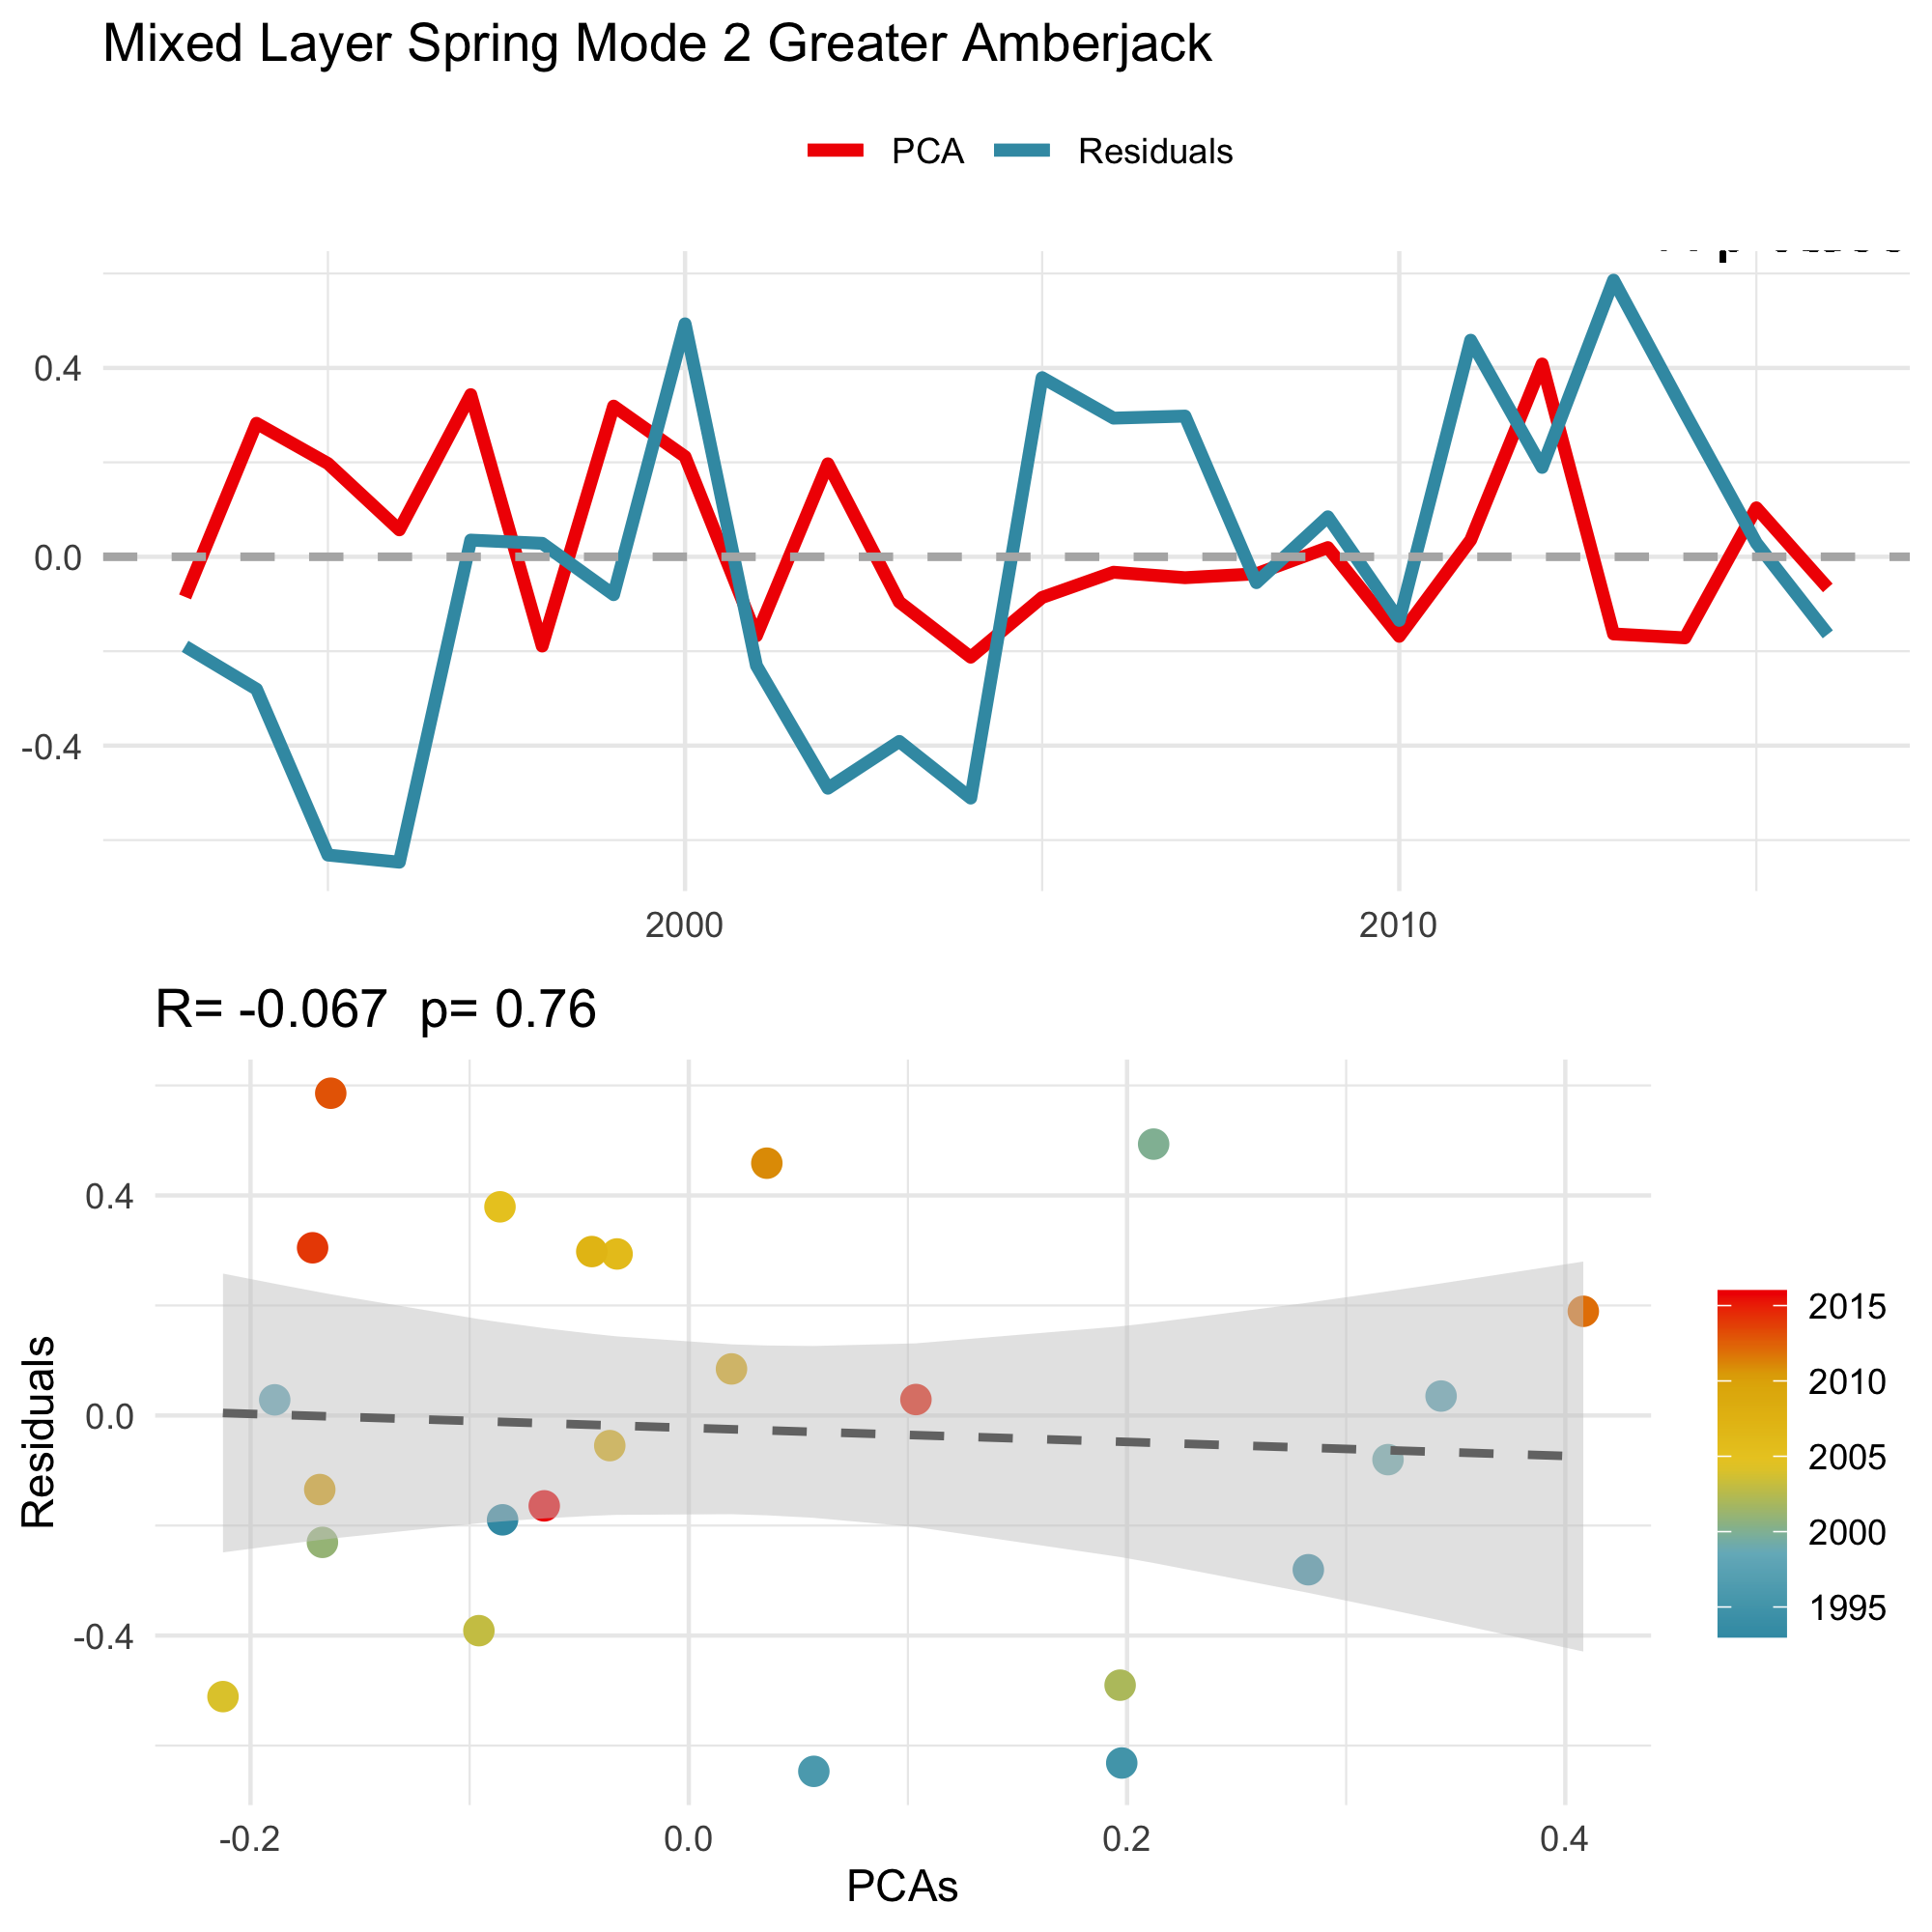 Mixed Layer Spring Mode 2 Greater Amberjack
PCA Residuals
0.4
0.0
-0.4
2000 2010
R= -0.067 p= 0.76
Residuals
0.4
0.0
-0.4
-0.2 0.0 0.2 0.4
PCAs
2015
2010
2005
2000
1995